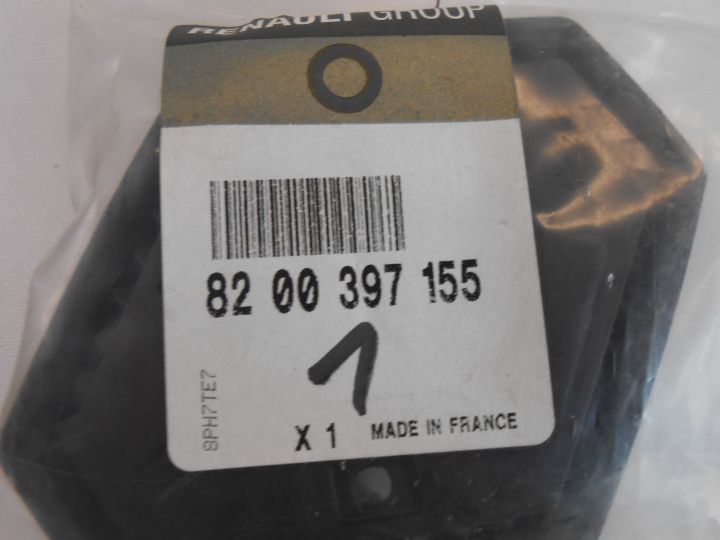 RENAULT GROUP
82 00 397 155
1
8PH7TE7
X 1 MADE IN FRANCE